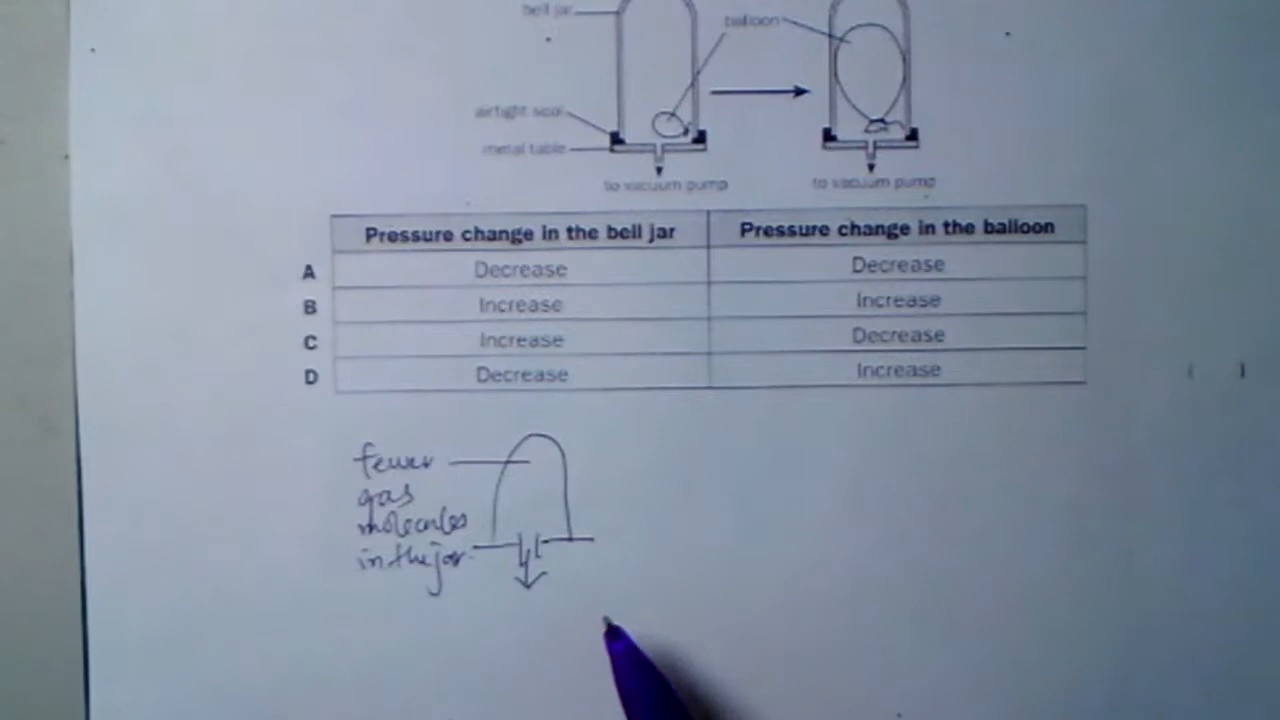 bell jar
balloon
airtight seal
metal table
to vacuum pump
to vacuum pump
Pressure change in the bell jar Pressure change in the balloon
A Decrease Decrease
B Increase Increase
C Increase Decrease
D Decrease Increase
( )
fewer
gas
molecules
in the jar